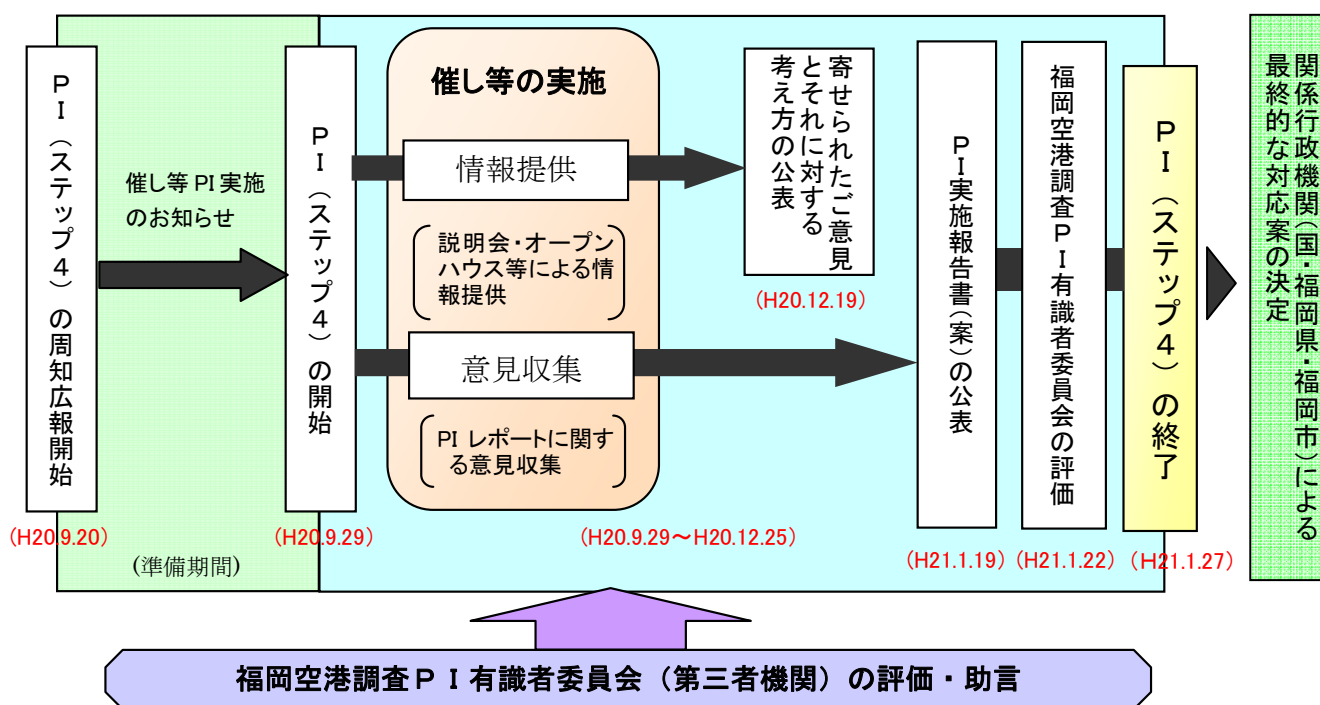 PI（ステップ4）の周知広報開始
(H20.9.20)
催し等 PI 実施
のお知らせ
(準備期間)
PI（ステップ4）の開始
(H20.9.29)
催し等の実施
情報提供
説明会・オープン
ハウス等による情
報提供
意見収集
PI レポートに関す
る意見収集
(H20.9.29～H20.12.25)
寄せられたご意見
とそれに対する
考え方の公表
(H20.12.19)
PI実施報告書（案）の公表
(H21.1.19)
福岡空港調査PI有識者委員会の評価
(H21.1.22)
PI（ステップ4）の終了
(H21.1.27)
関係行政機関（国・福岡県・福岡市）による
最終的な対応案の決定
福岡空港調査ＰＩ有識者委員会（第三者機関）の評価・助言